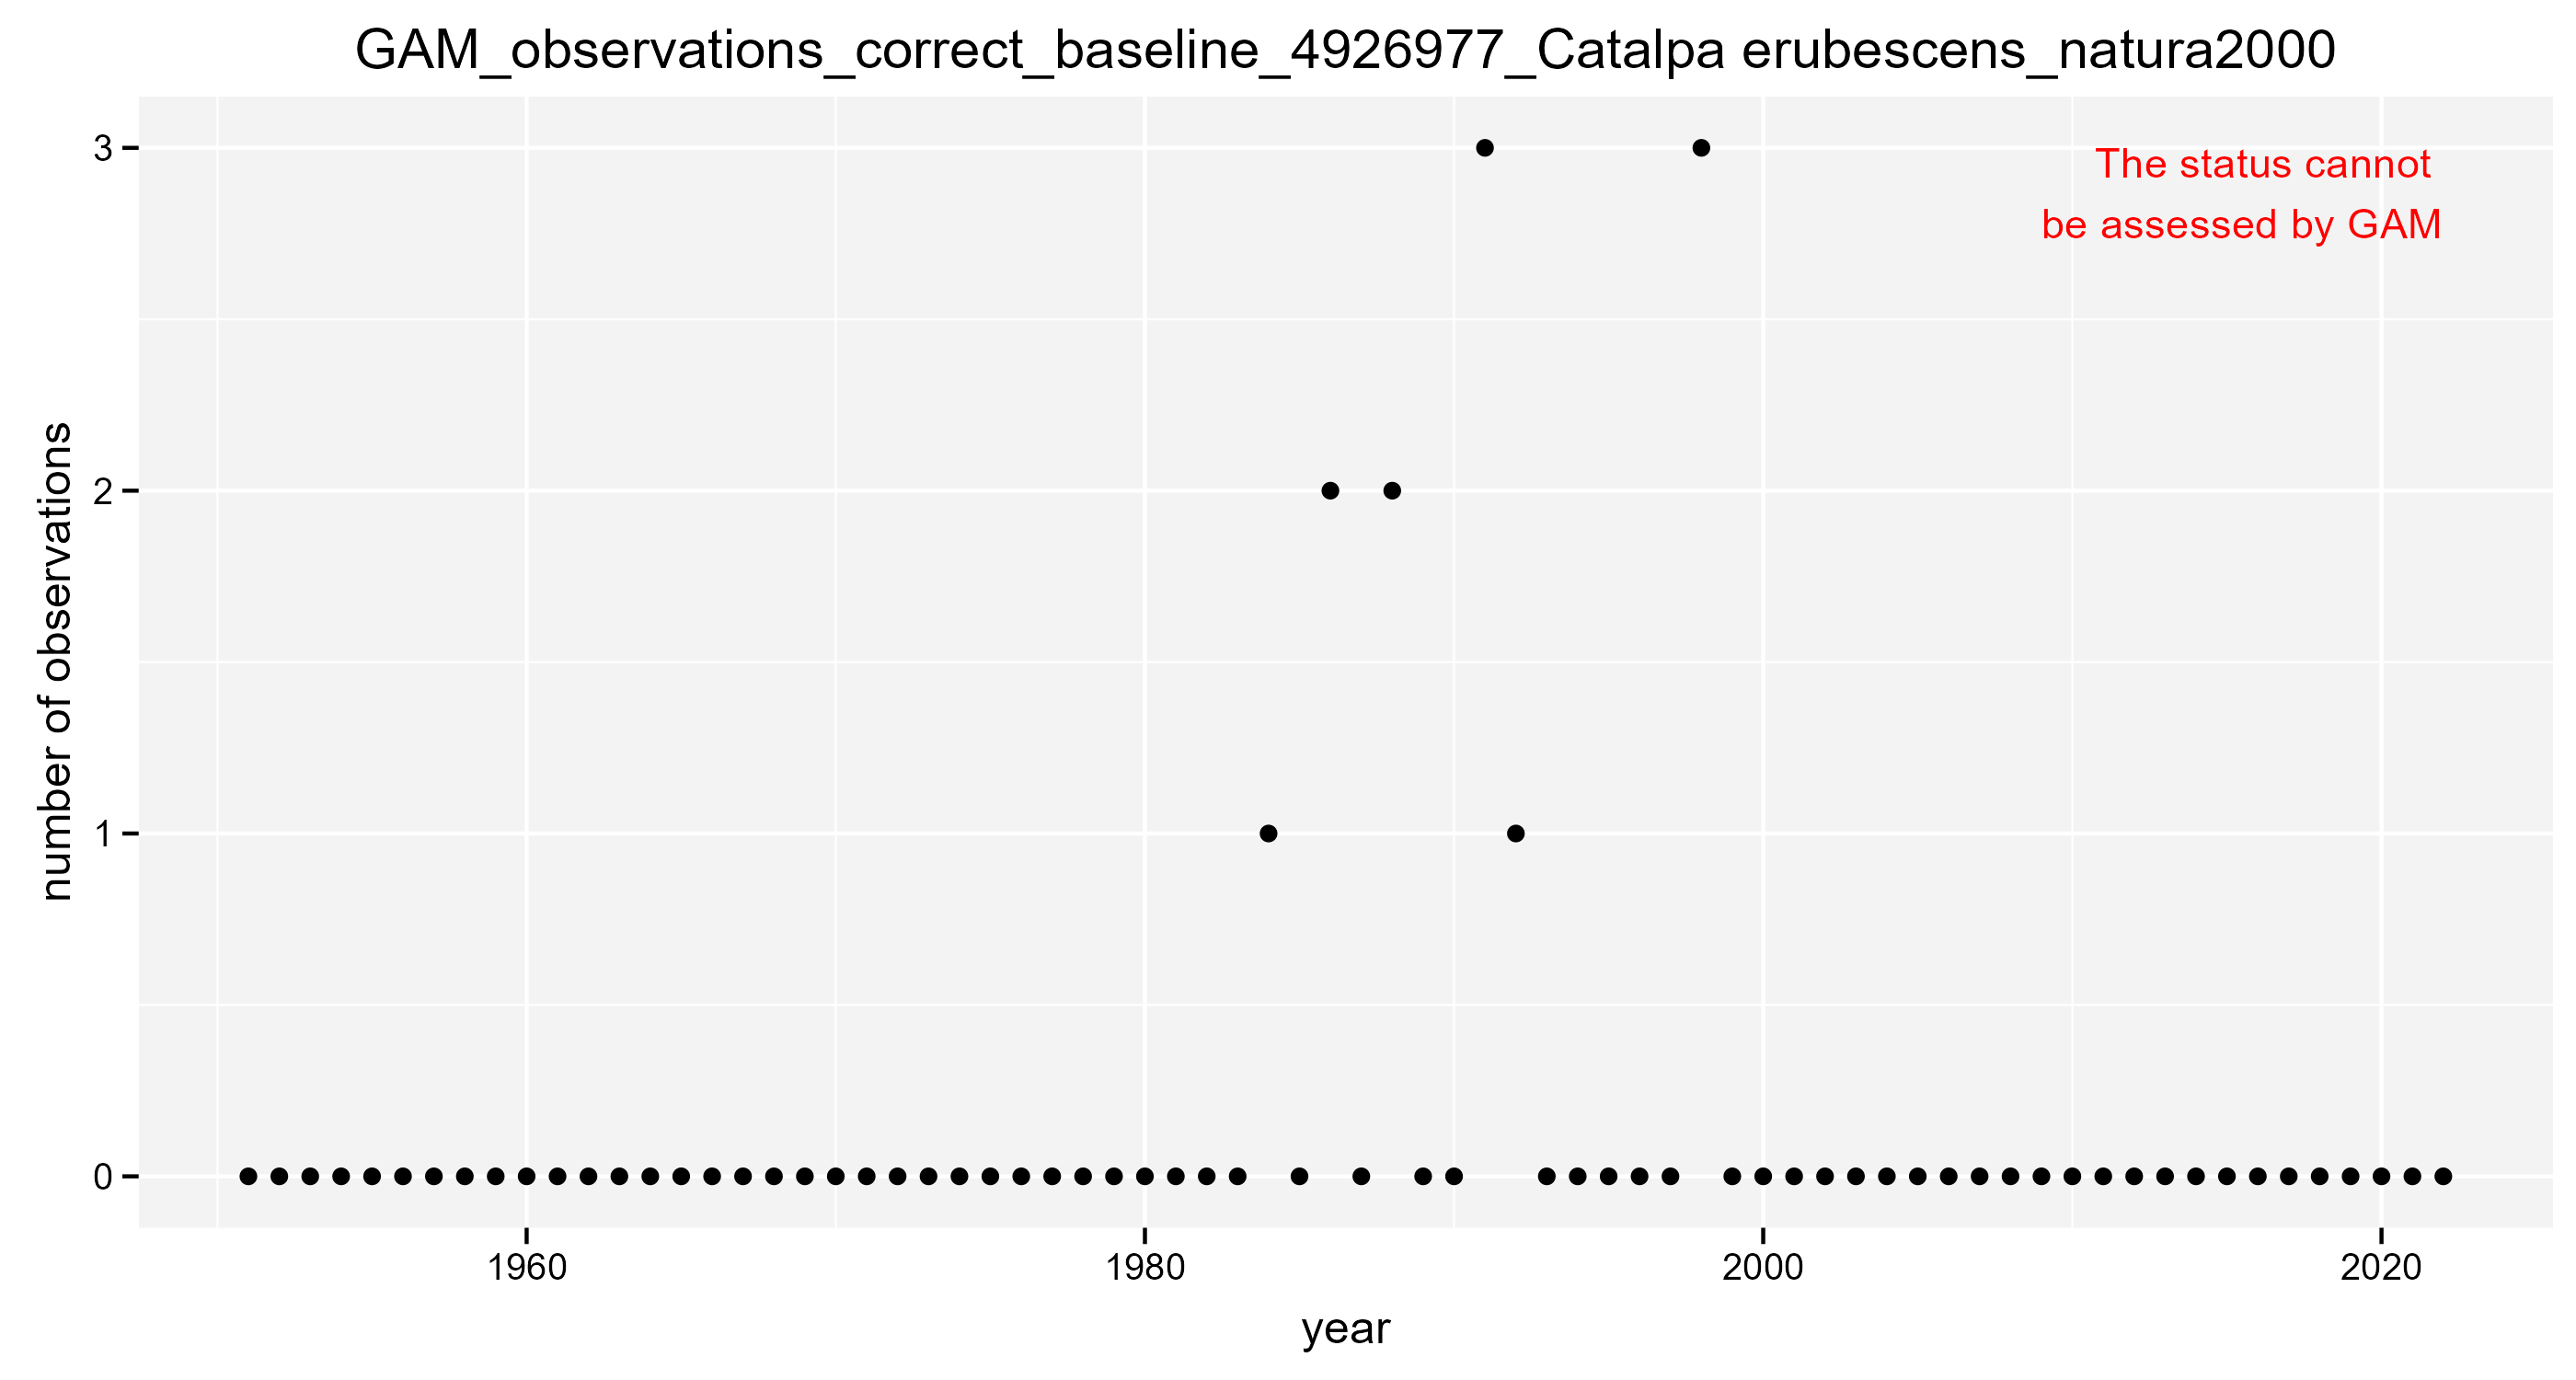 GAM_observations_correct_baseline_4926977_Catalpa erubescens_natura2000
The status cannot
be assessed by GAM
number of observations
3
2
1
0
1960 1980 2000 2020
year